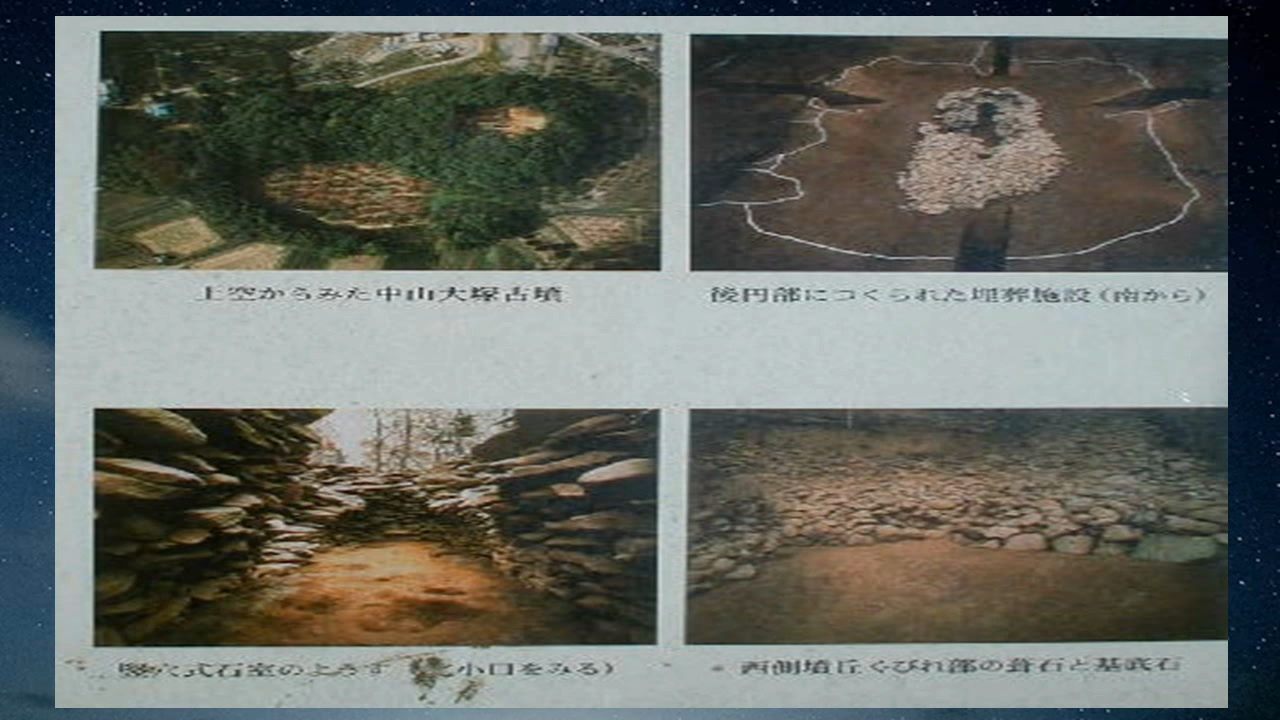 上空からみた中山大塚古墳
後円部につくられた埋葬施設(南から)
竪穴式石室のようす 小口をみる)
西側墳丘くびれ部の葺石と基底石